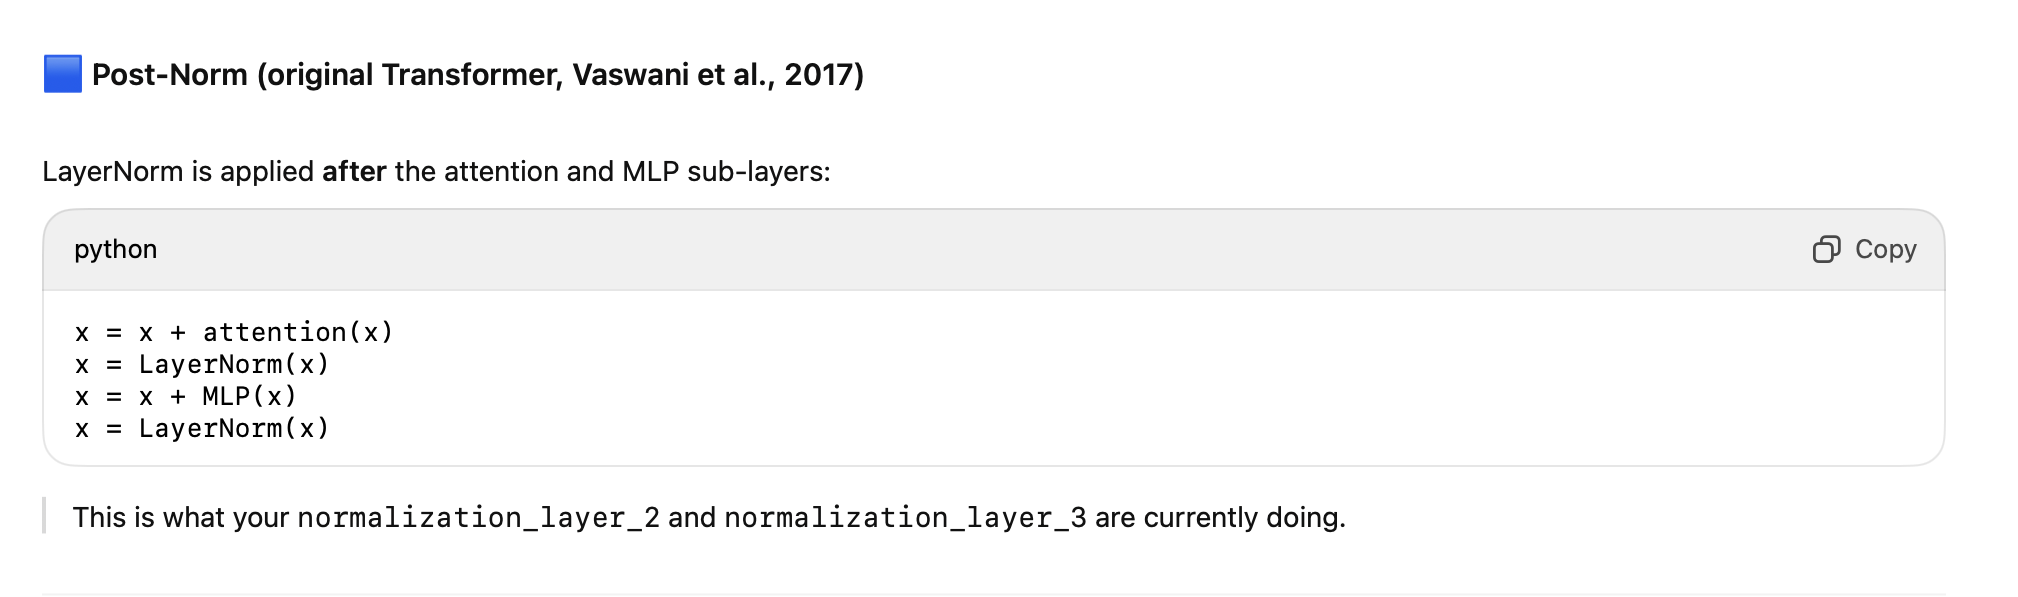 Post-Norm (original Transformer, Vaswani et al., 2017)
LayerNorm is applied after the attention and MLP sub-layers:
python
Copy
x = x + attention(x)
x = LayerNorm(x)
x = x + MLP(x)
x = LayerNorm(x)
This is what your normalization_layer_2 and normalization_layer_3 are currently doing.